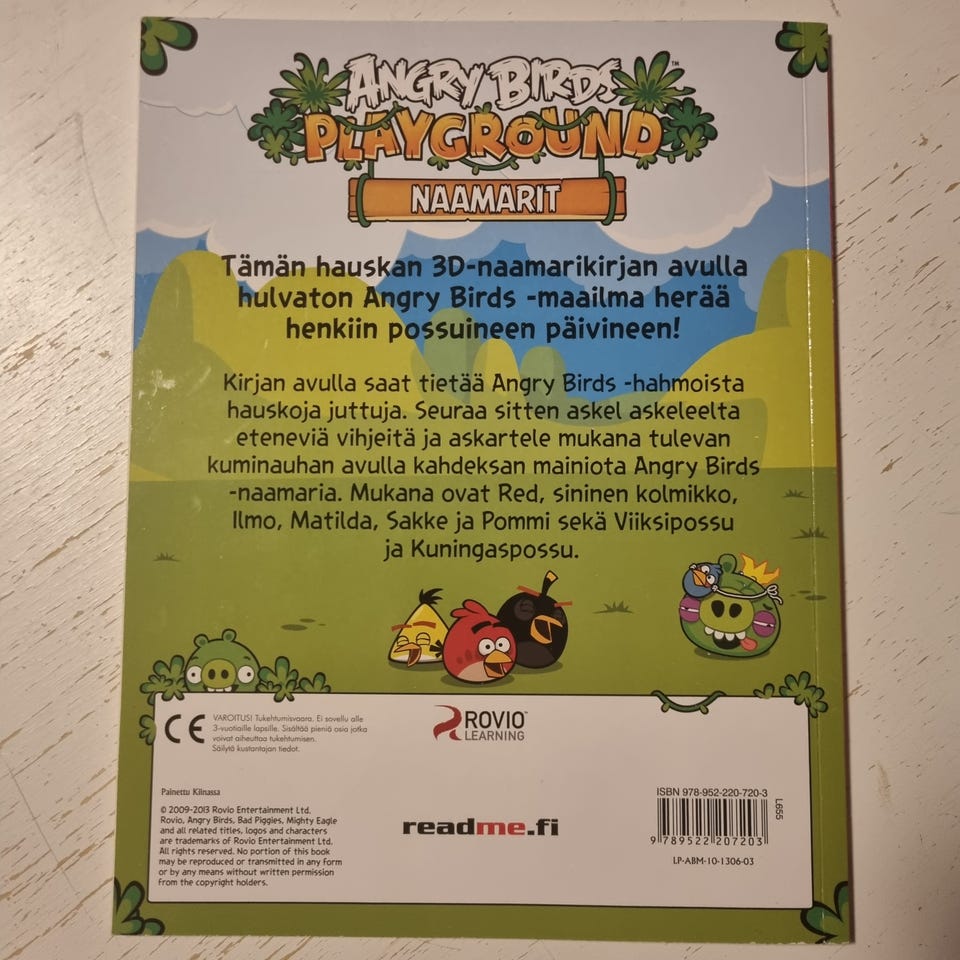 ANGRY BIRDS™
PLAYGROUND
NAAMARIT
Tämän hauskan 3D-naamarikirjan avulla
hulvaton Angry Birds -maailma herää
henkiin possuineen päivineen!
Kirjan avulla saat tietää Angry Birds -hahmoista
hauskoja juttuja. Seuraa sitten askel askeleelta
eteneviä vihjeitä ja askartele mukana tulevan
kuminauhan avulla kahdeksan mainiota Angry Birds
-naamaria. Mukana ovat Red, sininen kolmikko,
Ilmo, Matilda, Sakke ja Pommi sekä Viiksipossu
ja Kuningaspossu.
CE
VAROITUS! Tukehtumisvaara. Ei sovellu alle
3-vuotiaille lapsille. Sisältää pieniä osia jotka
voivat aiheuttaa tukehtumisen.
Säilytä kustantajan tiedot.
ROVIO™
LEARNING
Painettu Kiinassa
© 2009-2013 Rovio Entertainment Ltd.
Rovio, Angry Birds, Bad Piggies, Mighty Eagle
and all related titles, logos and characters
are trademarks of Rovio Entertainment Ltd.
All rights reserved. No portion of this book
may be reproduced or transmitted in any form
or by any means without written permission
from the copyright holders.
readme.fi
ISBN 978-952-220-720-3
L655
9 789522 207203
LP-ABM-10-1306-03